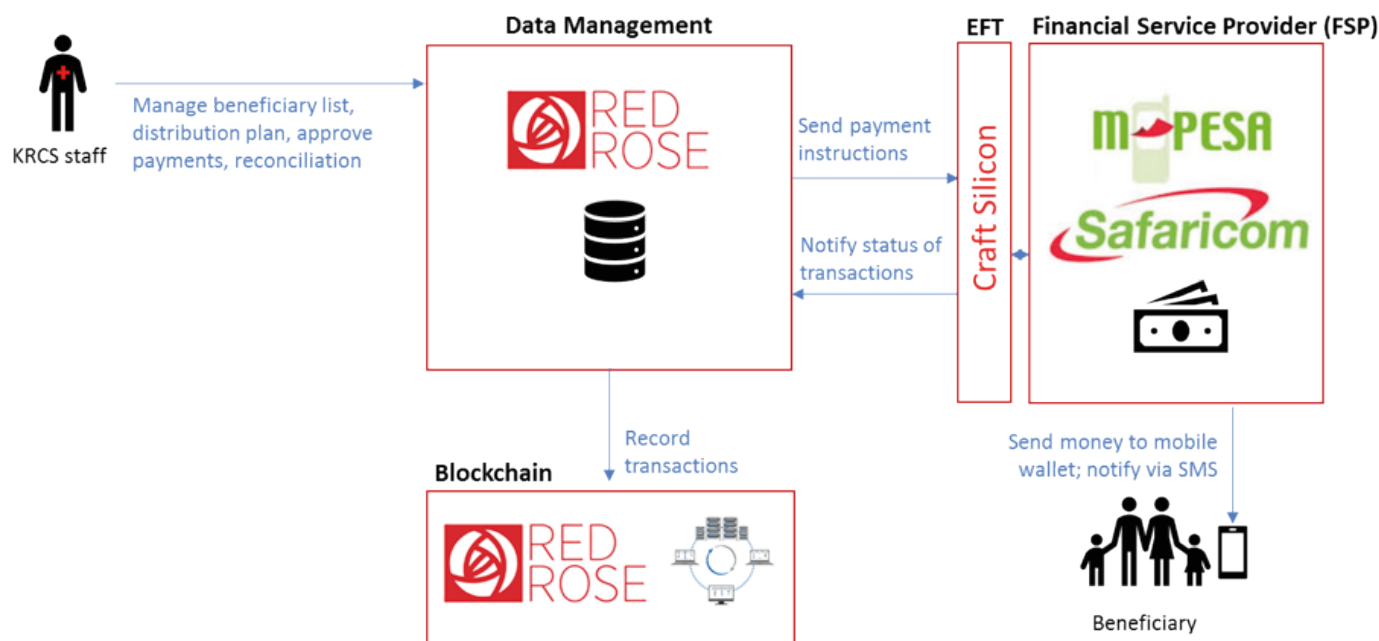 Data Management
EFT
Financial Service Provider (FSP)
KRCS staff
Manage beneficiary list,
distribution plan, approve
payments, reconciliation
RED
ROSE
Send payment
instructions
Notify status of
transactions
Craft Silicon
M-PESA
Safaricom
Record
transactions
Blockchain
RED
ROSE
Send money to mobile
wallet; notify via SMS
Beneficiary